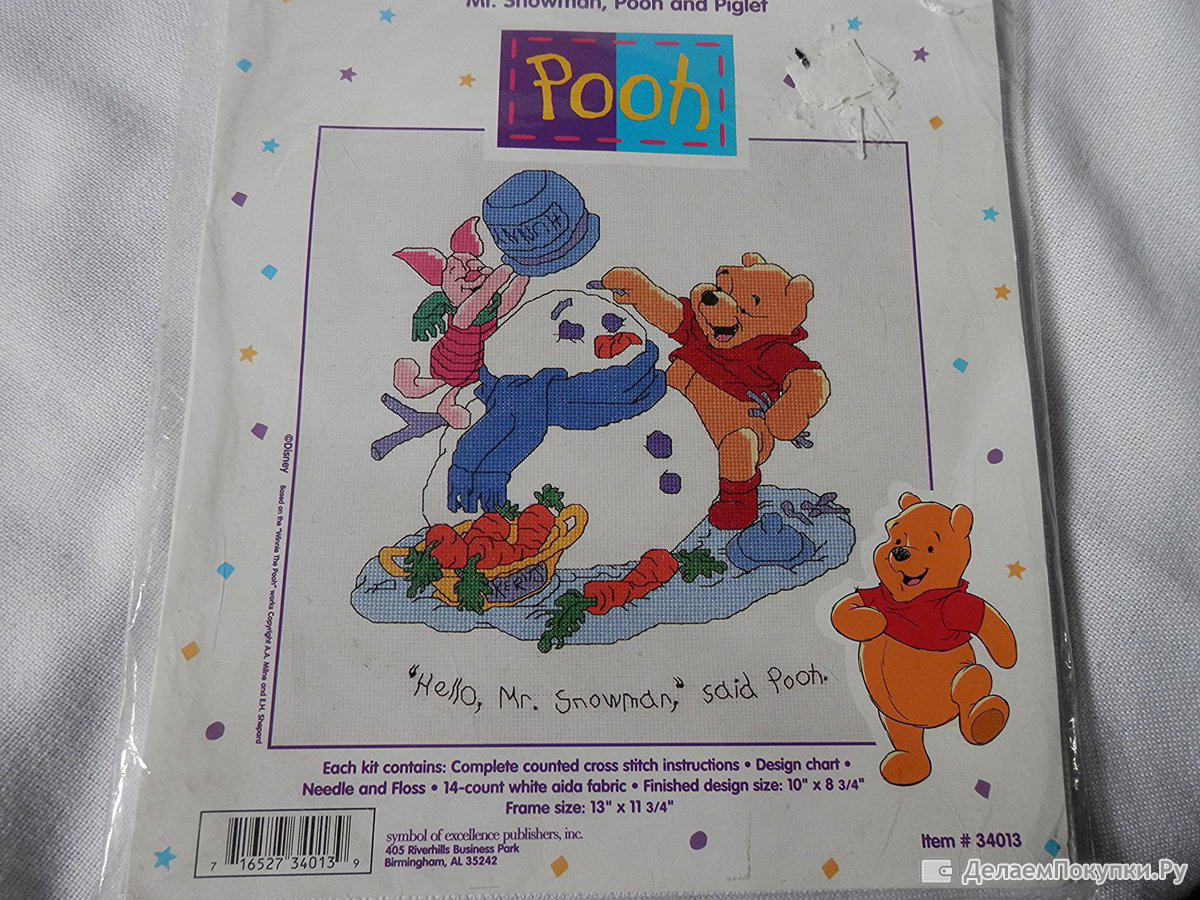 Mr. Snowman, Pooh and Piglet
Pooh
HUNNY
©Disney Based on the "Winnie The Pooh" works Copyright A.A. Milne and E.H. Shepard
"Hello, Mr. Snowman," said Pooh.
Each kit contains: Complete counted cross stitch instructions • Design chart •
Needle and Floss • 14-count white aida fabric • Finished design size: 10" x 8 3/4"
Frame size: 13" x 11 3/4"
symbol of excellence publishers, inc.
405 Riverhills Business Park
Birmingham, AL 35242
7 16527 34013 9
Item # 34013
ДелаемПокупки.Ру